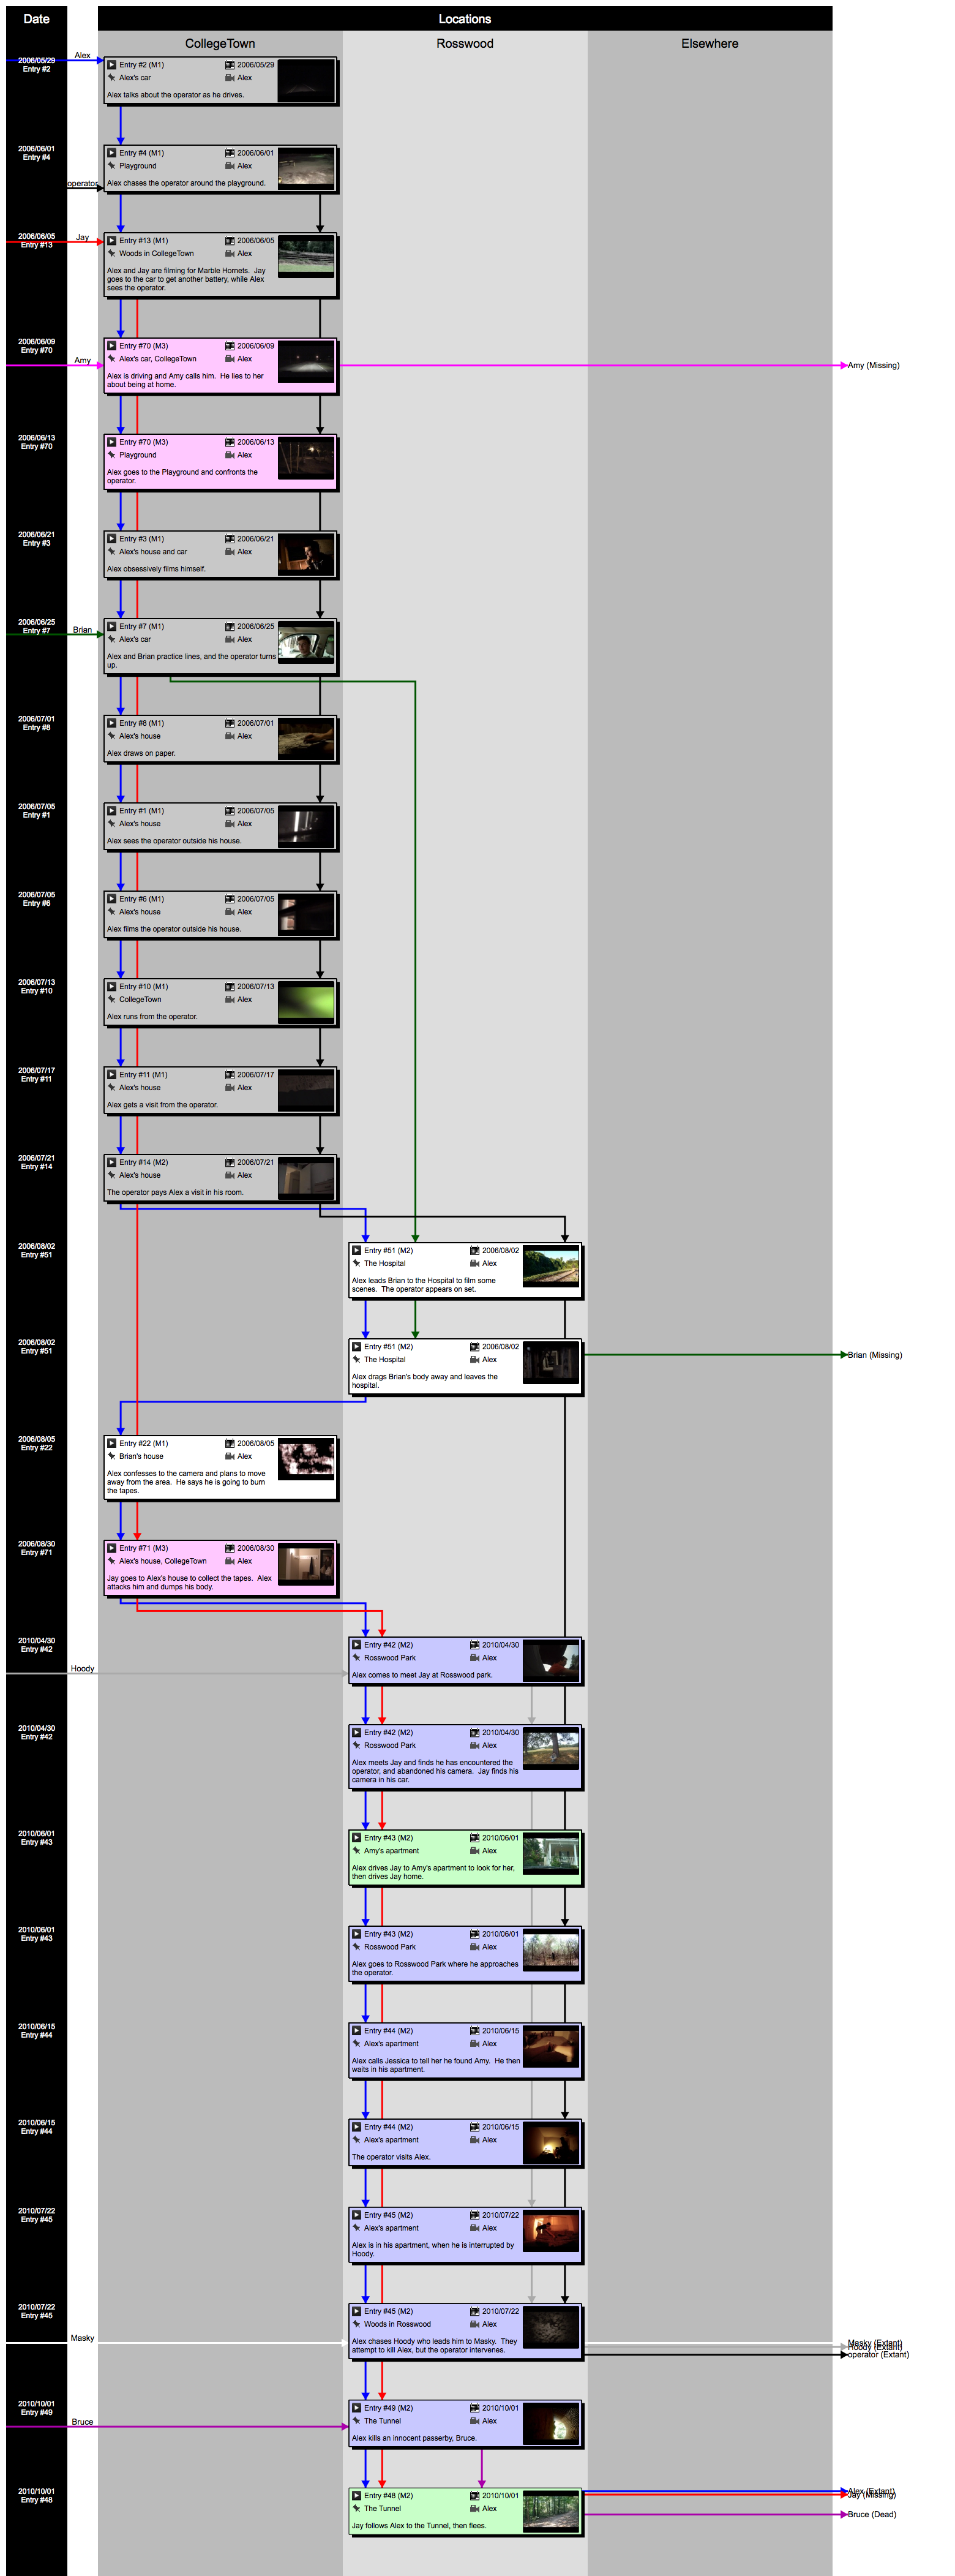 Date
Locations
CollegeTown
Rosswood
Elsewhere
2006/05/29
Entry #2
Alex
Entry #2 (M1)
2006/05/29
Alex's car
Alex
Alex talks about the operator as he drives.
2006/06/01
Entry #4
operator
Entry #4 (M1)
2006/06/01
Playground
Alex
Alex chases the operator around the playground.
2006/06/05
Entry #13
Jay
Entry #13 (M1)
2006/06/05
Woods in CollegeTown
Alex
Alex and Jay are filming for Marble Hornets. Jay
goes to the car to get another battery, while Alex
sees the operator.
2006/06/09
Entry #70
Amy
Entry #70 (M3)
2006/06/09
Alex's car, CollegeTown
Alex
Alex is driving and Amy calls him. He lies to her
about being at home.
Amy (Missing)
2006/06/13
Entry #70
Entry #70 (M3)
2006/06/13
Playground
Alex
Alex goes to the Playground and confronts the
operator.
2006/06/21
Entry #3
Entry #3 (M1)
2006/06/21
Alex's house and car
Alex
Alex obsessively films himself.
2006/06/25
Entry #7
Brian
Entry #7 (M1)
2006/06/25
Alex's car
Alex
Alex and Brian practice lines, and the operator turns
up.
2006/07/01
Entry #8
Entry #8 (M1)
2006/07/01
Alex's house
Alex
Alex draws on paper.
2006/07/05
Entry #1
Entry #1 (M1)
2006/07/05
Alex's house
Alex
Alex sees the operator outside his house.
2006/07/05
Entry #6
Entry #6 (M1)
2006/07/05
Alex's house
Alex
Alex films the operator outside his house.
2006/07/13
Entry #10
Entry #10 (M1)
2006/07/13
CollegeTown
Alex
Alex runs from the operator.
2006/07/17
Entry #11
Entry #11 (M1)
2006/07/17
Alex's house
Alex
Alex gets a visit from the operator.
2006/07/21
Entry #14
Entry #14 (M2)
2006/07/21
Alex's house
Alex
The operator pays Alex a visit in his room.
2006/08/02
Entry #51
Entry #51 (M2)
2006/08/02
The Hospital
Alex
Alex leads Brian to the Hospital to film some
scenes. The operator appears on set.
2006/08/02
Entry #51
Entry #51 (M2)
2006/08/02
The Hospital
Alex
Alex drags Brian's body away and leaves the
hospital.
Brian (Missing)
2006/08/05
Entry #22
Entry #22 (M1)
2006/08/05
Brian's house
Alex
Alex confesses to the camera and plans to move
away from the area. He says he is going to burn
the tapes.
2006/08/30
Entry #71
Entry #71 (M3)
2006/08/30
Alex's house, CollegeTown
Alex
Jay goes to Alex's house to collect the tapes. Alex
attacks him and dumps his body.
2010/04/30
Entry #42
Hoody
Entry #42 (M2)
2010/04/30
Rosswood Park
Alex
Alex comes to meet Jay at Rosswood park.
2010/04/30
Entry #42
Entry #42 (M2)
2010/04/30
Rosswood Park
Alex
Alex meets Jay and finds he has encountered the
operator, and abandoned his camera. Jay finds his
camera in his car.
2010/06/01
Entry #43
Entry #43 (M2)
2010/06/01
Amy's apartment
Alex
Alex drives Jay to Amy's apartment to look for her,
then drives Jay home.
2010/06/01
Entry #43
Entry #43 (M2)
2010/06/01
Rosswood Park
Alex
Alex goes to Rosswood Park where he approaches
the operator.
2010/06/15
Entry #44
Entry #44 (M2)
2010/06/15
Alex's apartment
Alex
Alex calls Jessica to tell her he found Amy. He then
waits in his apartment.
2010/06/15
Entry #44
Entry #44 (M2)
2010/06/15
Alex's apartment
Alex
The operator visits Alex.
2010/07/22
Entry #45
Entry #45 (M2)
2010/07/22
Alex's apartment
Alex
Alex is in his apartment, when he is interrupted by
Hoody.
2010/07/22
Entry #45
Masky
Entry #45 (M2)
2010/07/22
Woods in Rosswood
Alex
Alex chases Hoody who leads him to Masky. They
attempt to kill Alex, but the operator intervenes.
Masky (Extant)
Hoody (Extant)
operator (Extant)
2010/10/01
Entry #49
Bruce
Entry #49 (M2)
2010/10/01
The Tunnel
Alex
Alex kills an innocent passerby, Bruce.
2010/10/01
Entry #48
Entry #48 (M2)
2010/10/01
The Tunnel
Alex
Jay follows Alex to the Tunnel, then flees.
Alex (Extant)
Jay (Missing)
Bruce (Dead)